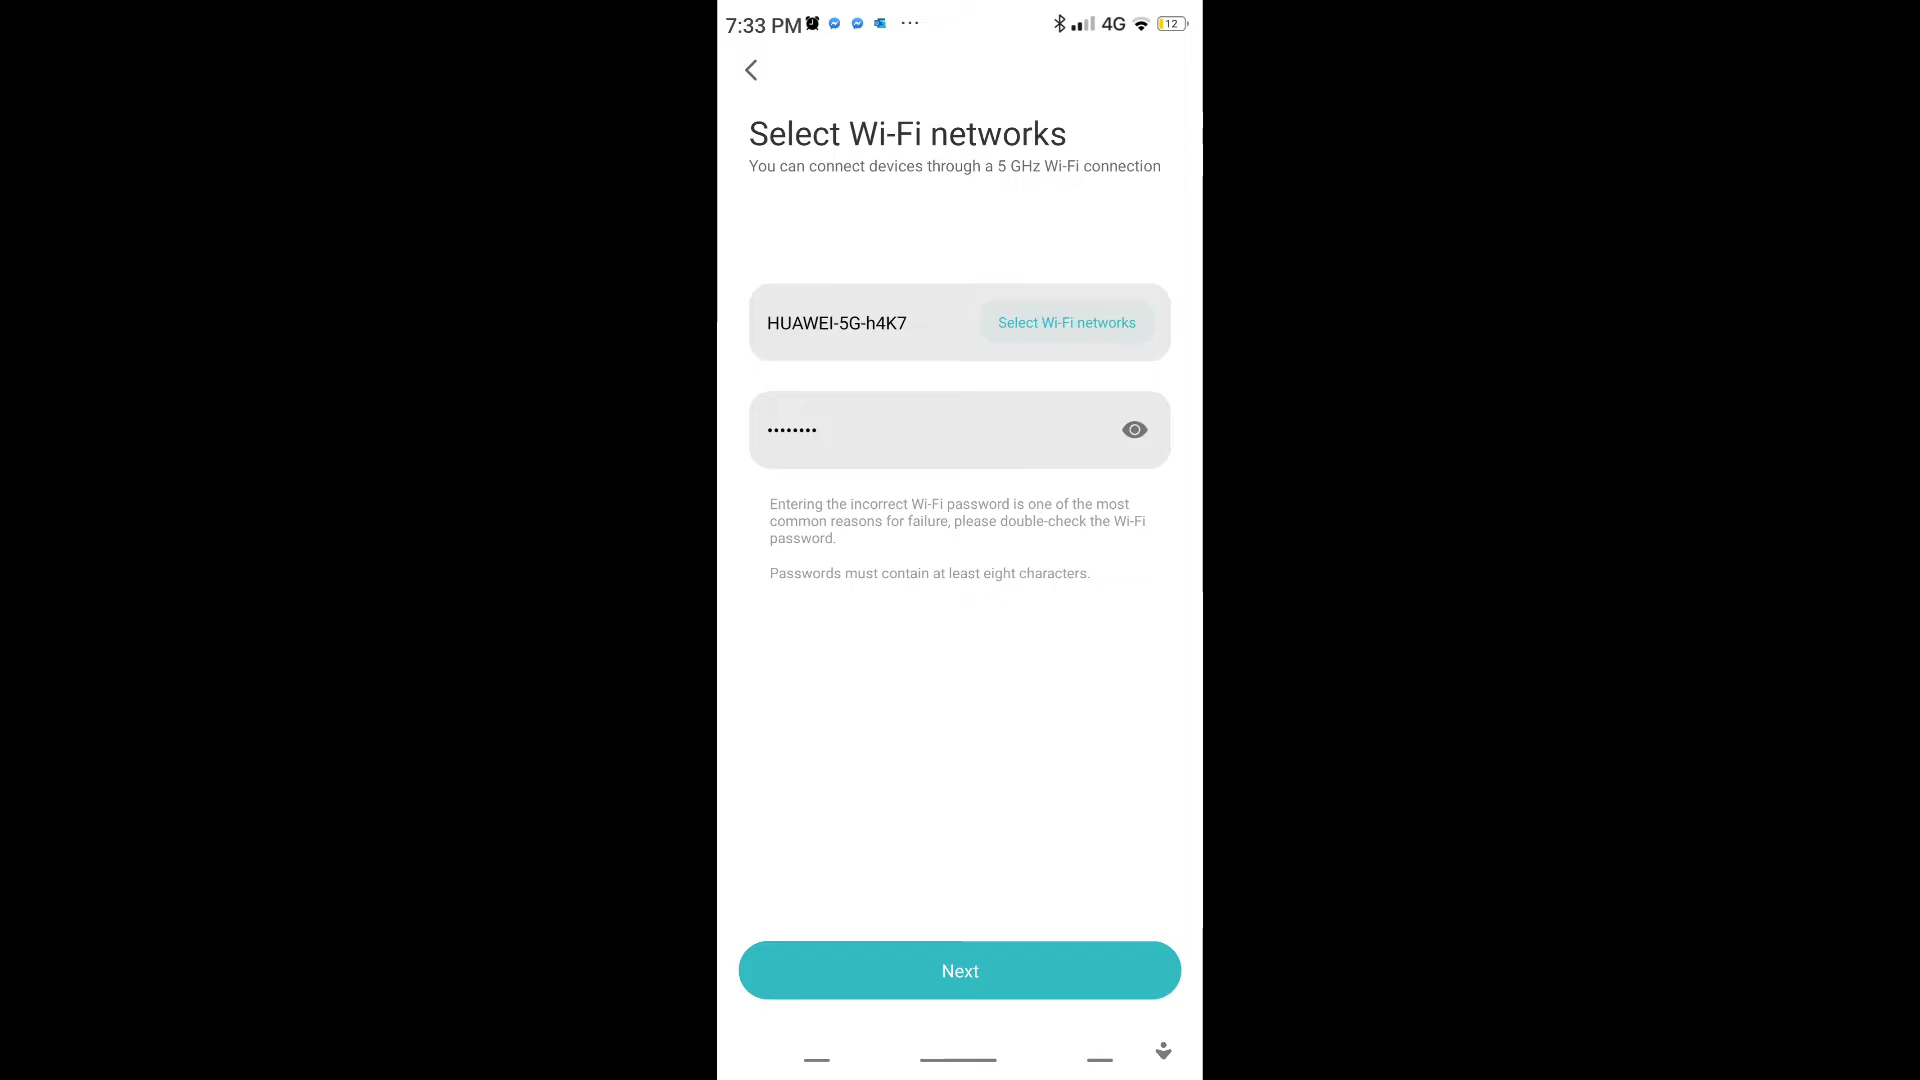 7:33 PM 4G 12
Select Wi-Fi networks
You can connect devices through a 5 GHz Wi-Fi connection
HUAWEI-5G-h4K7 Select Wi-Fi networks
••••••••
Entering the incorrect Wi-Fi password is one of the most
common reasons for failure, please double-check the Wi-Fi
password.
Passwords must contain at least eight characters.
Next